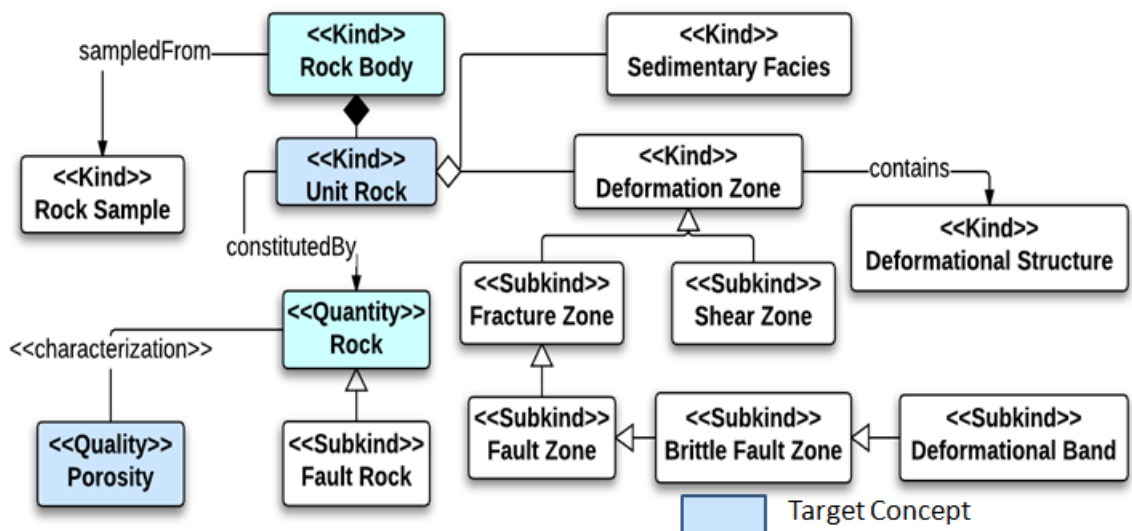 <<Kind>>
Rock Body
<<Kind>>
Sedimentary Facies
sampledFrom
<<Kind>>
Rock Sample
<<Kind>>
Unit Rock
<<Kind>>
Deformation Zone
contains
<<Kind>>
Deformational Structure
constitutedBy
<<Subkind>>
Fracture Zone
<<Subkind>>
Shear Zone
<<Quantity>>
Rock
<<characterization>>
<<Quality>>
Porosity
<<Subkind>>
Fault Rock
<<Subkind>>
Fault Zone
<<Subkind>>
Brittle Fault Zone
<<Subkind>>
Deformational Band
Target Concept